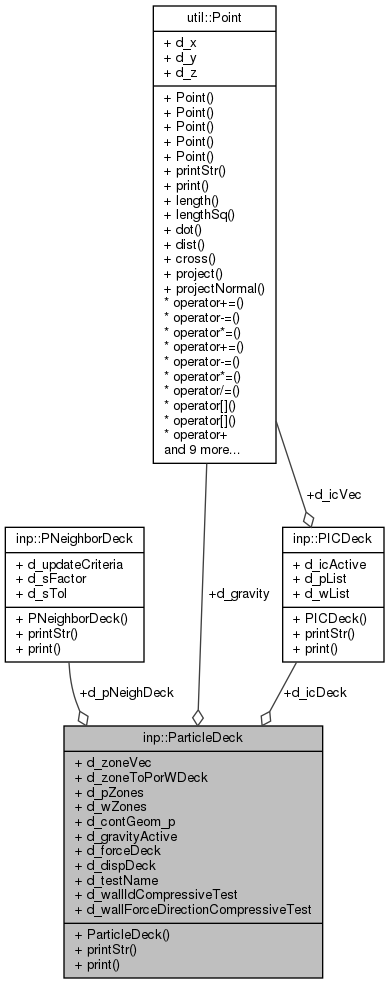 util::Point
+ d_x
+ d_y
+ d_z
+ Point()
+ Point()
+ Point()
+ Point()
+ Point()
+ printStr()
+ print()
+ length()
+ lengthSq()
+ dot()
+ dist()
+ cross()
+ project()
+ projectNormal()
* operator+=()
* operator-=()
* operator*=()
* operator+=()
* operator-=()
* operator*=()
* operator/=()
* operator[]()
* operator[]()
* operator+
and 9 more...
+d_icVec
inp::PNeighborDeck
+ d_updateCriteria
+ d_sFactor
+ d_sTol
+ PNeighborDeck()
+ printStr()
+ print()
+d_gravity
inp::PICDeck
+ d_icActive
+ d_pList
+ d_wList
+ PICDeck()
+ printStr()
+ print()
+d_pNeighDeck
+d_icDeck
inp::ParticleDeck
+ d_zoneVec
+ d_zoneToPorWDeck
+ d_pZones
+ d_wZones
+ d_contGeom_p
+ d_gravityActive
+ d_forceDeck
+ d_dispDeck
+ d_testName
+ d_wallIdCompressiveTest
+ d_wallForceDirectionCompressiveTest
+ ParticleDeck()
+ printStr()
+ print()